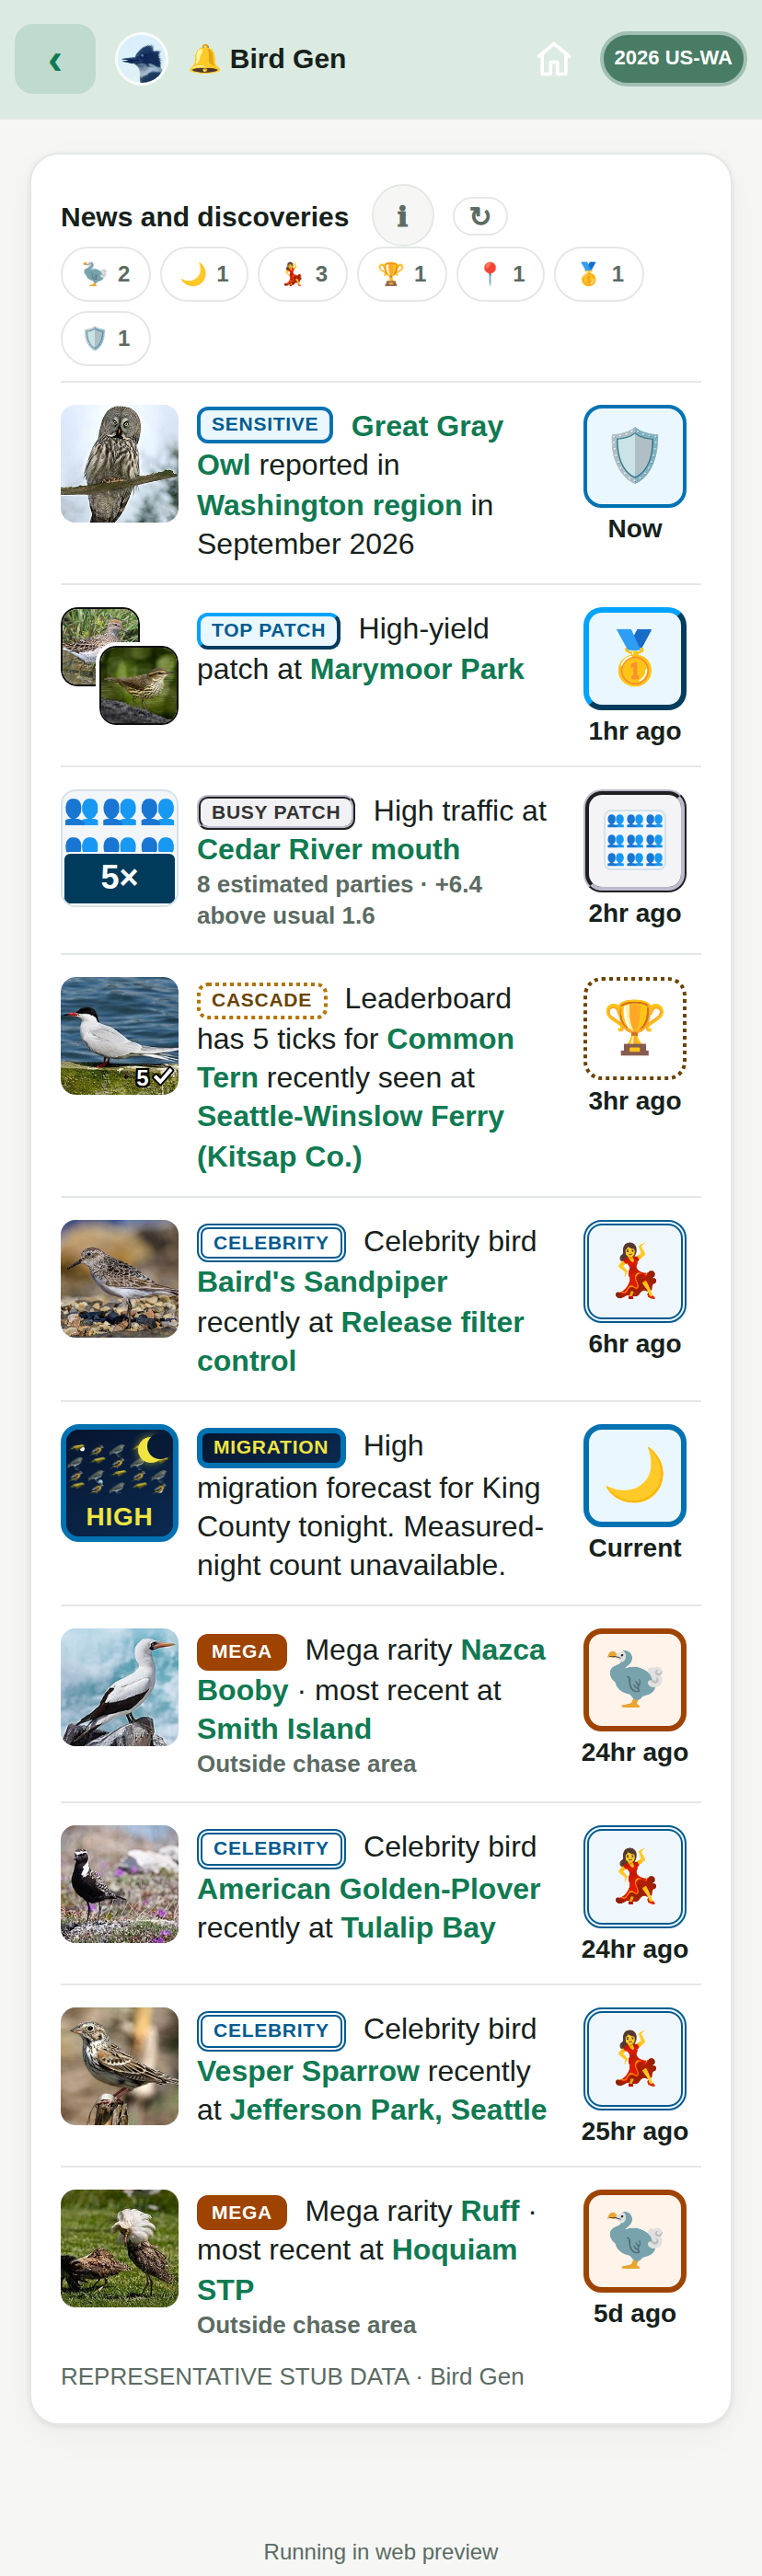 ‹ 🔔 Bird Gen 2026 US-WA
News and discoveries ℹ ↻
🦤 2 🌙 1 💃 3 🏆 1 📍 1 🥇 1
🛡️ 1
SENSITIVE Great Gray
Owl reported in
Washington region in
September 2026
Now
TOP PATCH High-yield
patch at Marymoor Park
1hr ago
5×
BUSY PATCH High traffic at
Cedar River mouth
8 estimated parties · +6.4
above usual 1.6
2hr ago
5✓
CASCADE Leaderboard
has 5 ticks for Common
Tern recently seen at
Seattle-Winslow Ferry
(Kitsap Co.)
3hr ago
CELEBRITY Celebrity bird
Baird's Sandpiper
recently at Release filter
control
6hr ago
HIGH
MIGRATION High
migration forecast for King
County tonight. Measured-
night count unavailable.
Current
MEGA Mega rarity Nazca
Booby · most recent at
Smith Island
Outside chase area
24hr ago
CELEBRITY Celebrity bird
American Golden-Plover
recently at Tulalip Bay
24hr ago
CELEBRITY Celebrity bird
Vesper Sparrow recently
at Jefferson Park, Seattle
25hr ago
MEGA Mega rarity Ruff ·
most recent at Hoquiam
STP
Outside chase area
5d ago
REPRESENTATIVE STUB DATA · Bird Gen
Running in web preview